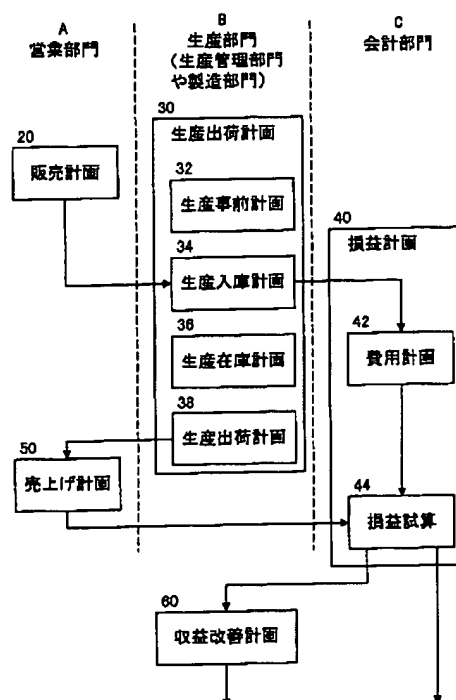 A
営業部門
B
生産部門
(生産管理部門
や製造部門)
C
会計部門
20
販売計画
30
生産出荷計画
32
生産事前計画
34
生産入庫計画
36
生産在庫計画
38
生産出荷計画
40
損益計画
42
費用計画
44
損益試算
50
売上げ計画
60
収益改善計画